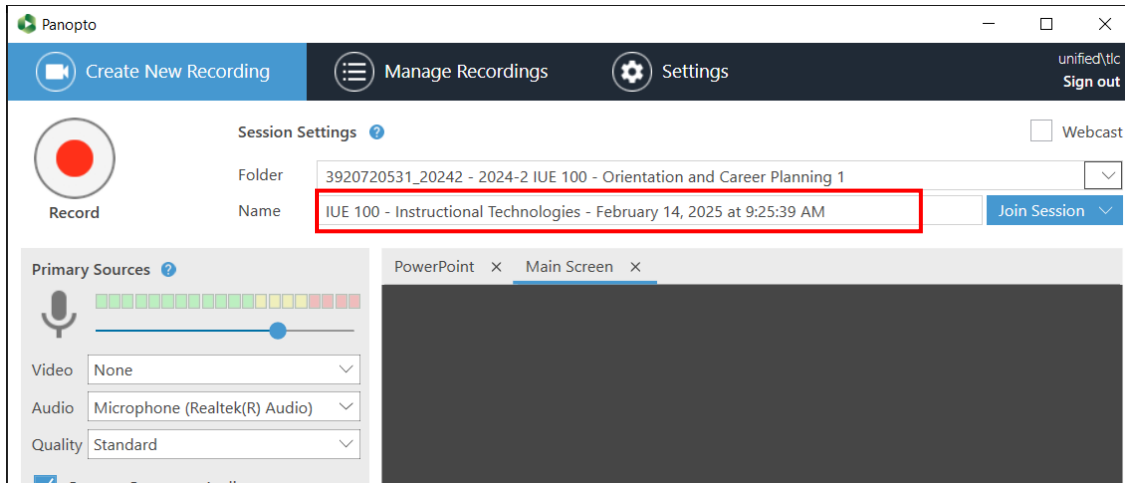 Panopto
Create New Recording
Manage Recordings
Settings
unified\tlc
Sign out
Session Settings ?
Webcast
Folder
3920720531_20242 - 2024-2 IUE 100 - Orientation and Career Planning 1
Record
Name
IUE 100 - Instructional Technologies - February 14, 2025 at 9:25:39 AM
Join Session
Primary Sources ?
PowerPoint
Main Screen
Video
None
Audio
Microphone (Realtek(R) Audio)
Quality
Standard